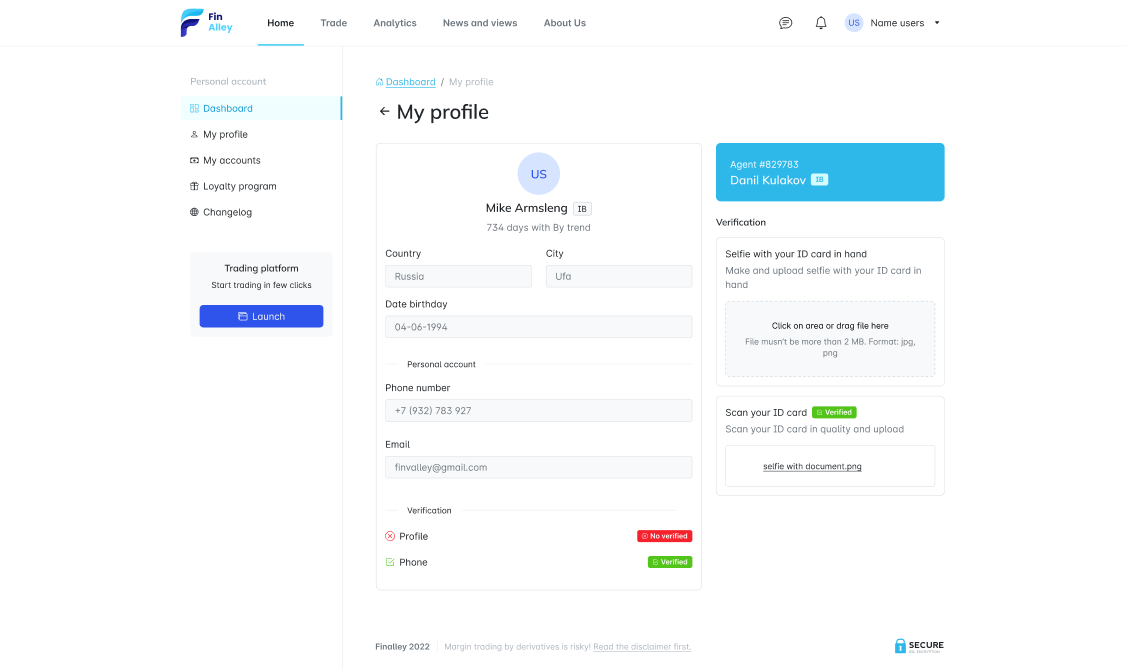 Fin
Alley
Home
Trade
Analytics
News and views
About Us
US
Name users
Personal account
Dashboard
My profile
My accounts
Loyalty program
Changelog
Trading platform
Start trading in few clicks
Launch
Dashboard / My profile
My profile
US
Mike Armsleng IB
734 days with By trend
Country
City
Russia
Ufa
Date birthday
04-06-1994
Personal account
Phone number
+7 (932) 783 927
Email
finvalley@gmail.com
Verification
Profile
No verified
Phone
Verified
Agent #829783
Danil Kulakov IB
Verification
Selfie with your ID card in hand
Make and upload selfie with your ID card in
hand
Click on area or drag file here
File musn't be more than 2 MB. Format: jpg,
png
Scan your ID card Verified
Scan your ID card in quality and upload
selfie with document.png
Finalley 2022
Margin trading by derivatives is risky! Read the disclaimer first.
SECURE
SSL ENCRYPTION